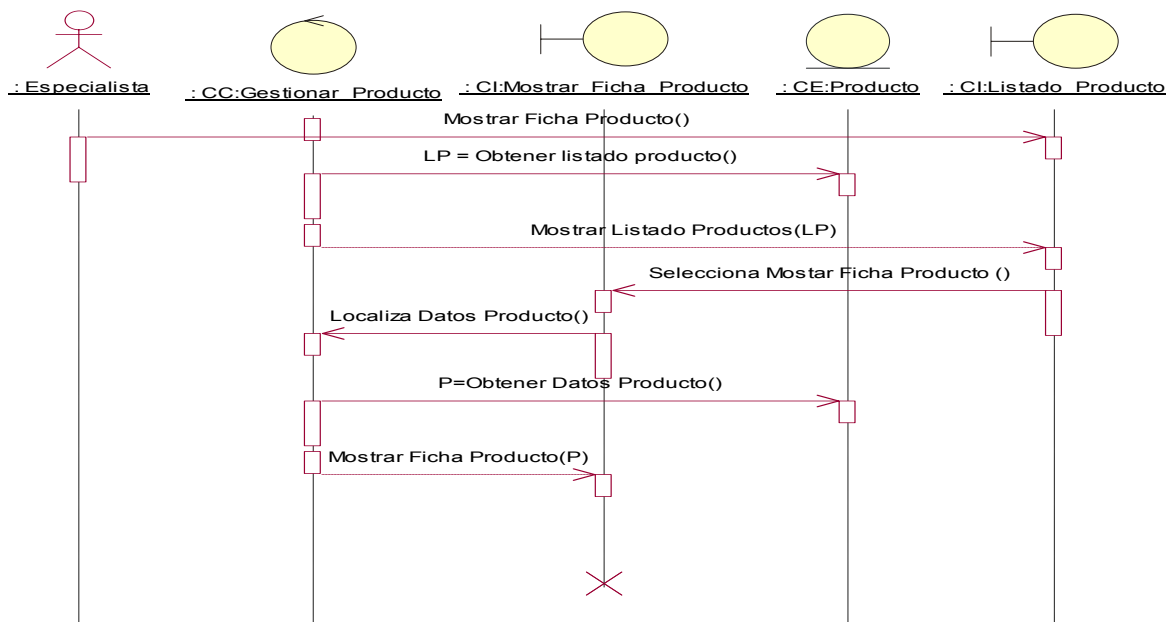 : Especialista
: CC:Gestionar_Producto
: CI:Mostrar_Ficha_Producto
: CE:Producto
: CI:Listado_Producto
Mostrar Ficha Producto()
LP = Obtener listado producto()
Mostrar Listado Productos(LP)
Selecciona Mostar Ficha Producto ()
Localiza Datos Producto()
P=Obtener Datos Producto()
Mostrar Ficha Producto(P)